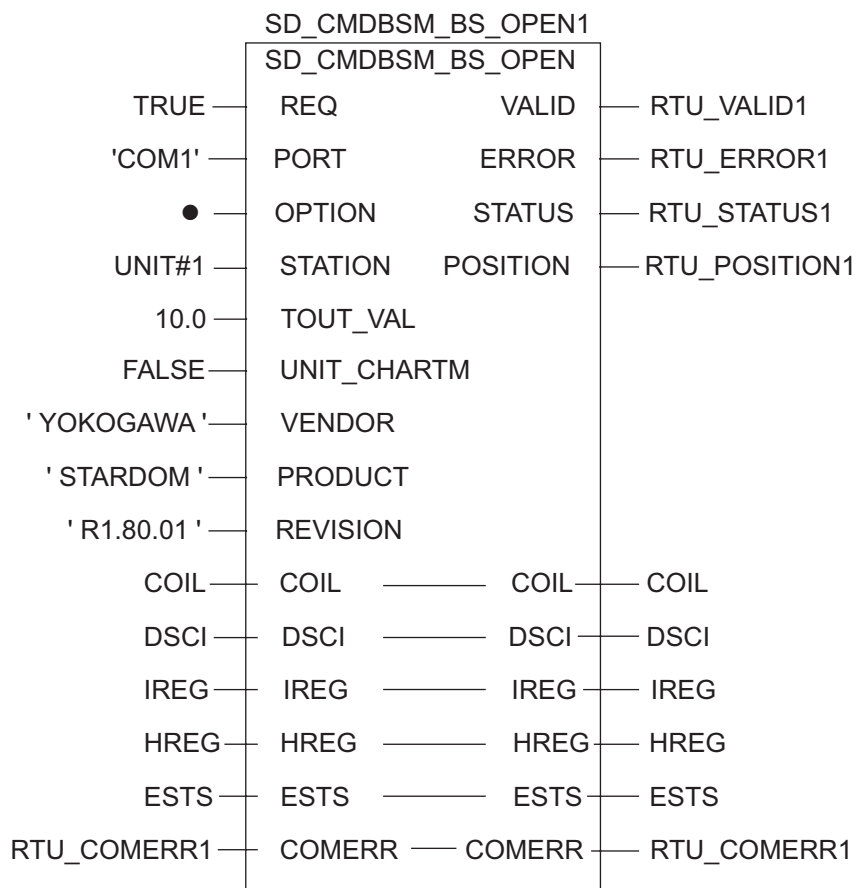 SD_CMDBSM_BS_OPEN1
SD_CMDBSM_BS_OPEN
TRUE REQ VALID RTU_VALID1
'COM1' PORT ERROR RTU_ERROR1
● OPTION STATUS RTU_STATUS1
UNIT#1 STATION POSITION RTU_POSITION1
10.0 TOUT_VAL
FALSE UNIT_CHARTM
' YOKOGAWA ' VENDOR
' STARDOM ' PRODUCT
' R1.80.01 ' REVISION
COIL COIL COIL COIL
DSCI DSCI DSCI DSCI
IREG IREG IREG IREG
HREG HREG HREG HREG
ESTS ESTS ESTS ESTS
RTU_COMERR1 COMERR COMERR RTU_COMERR1